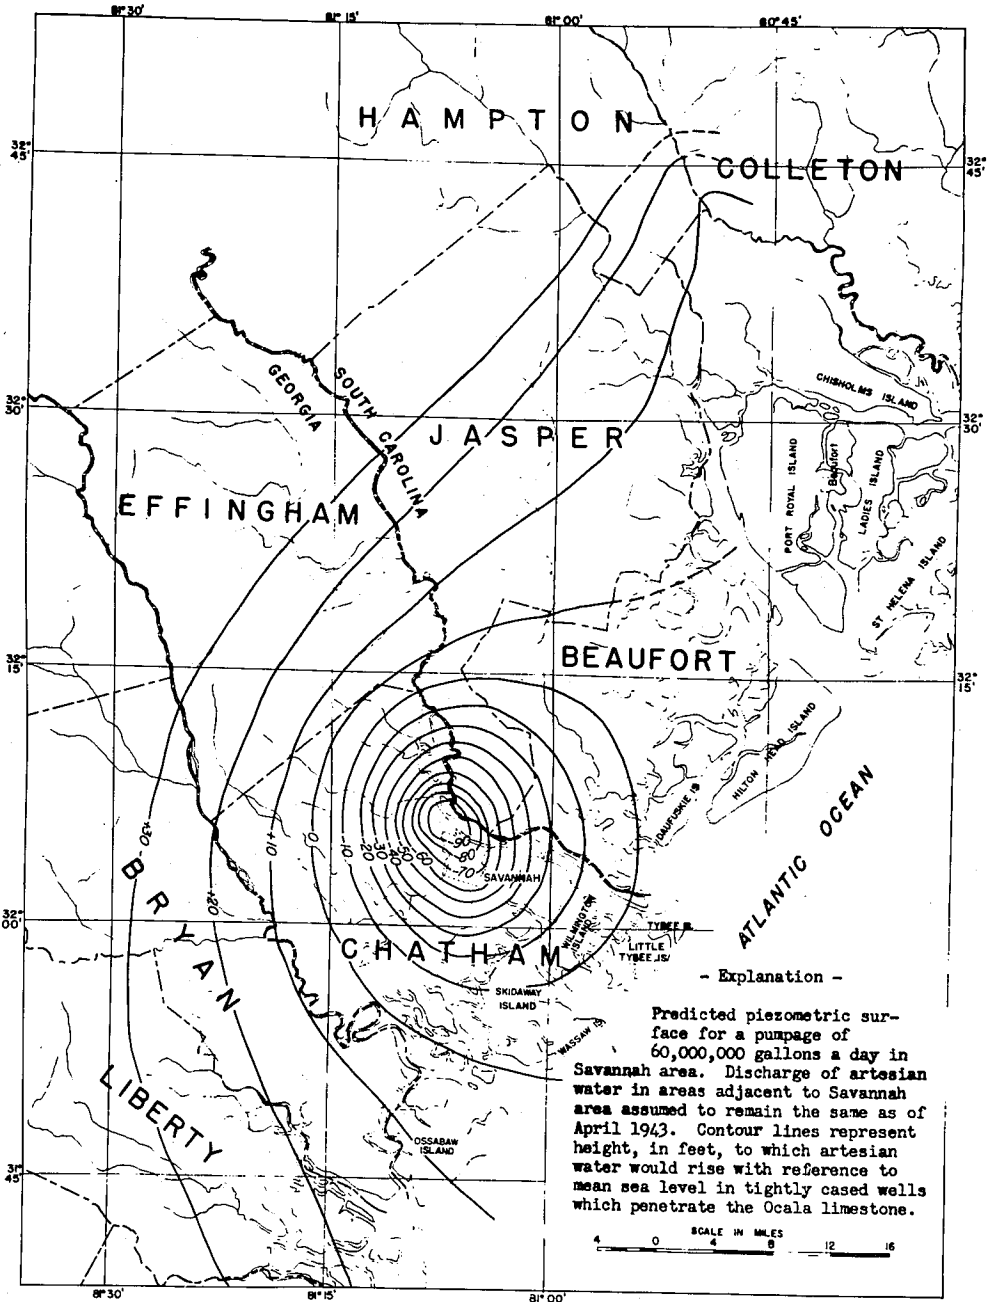 81° 30'
81° 15'
81° 00'
80° 45'
HAMPTON
32° 45'
COLLETON
32° 45'
SOUTH CAROLINA
GEORGIA
CHISHOLMS ISLAND
32° 30'
32° 30'
JASPER
PORT ROYAL ISLAND
Beaufort
LADIES ISLAND
EFFINGHAM
ST HELENA ISLAND
32° 15'
BEAUFORT
32° 15'
HILTON HEAD ISLAND
DAUFUSKIE IS
ATLANTIC OCEAN
+30
+20
+10
0
-10
20
30
40
50
60
-90
-80
-70
SAVANNAH
BRYAN
32° 00'
CHATHAM
WILMINGTON ISLAND
TYBEE IS.
LITTLE
TYBEE IS/
SKIDAWAY
ISLAND
WASSAW IS
LIBERTY
OSSABAW
ISLAND
- Explanation -
Predicted piezometric sur-
face for a pumpage of
60,000,000 gallons a day in
Savannah area. Discharge of artesian
water in areas adjacent to Savannah
area assumed to remain the same as of
April 1943. Contour lines represent
height, in feet, to which artesian
water would rise with reference to
mean sea level in tightly cased wells
which penetrate the Ocala limestone.
SCALE IN MILES
4 0 4 8 12 16
31° 45'
81° 30'
81° 15'
81° 00'